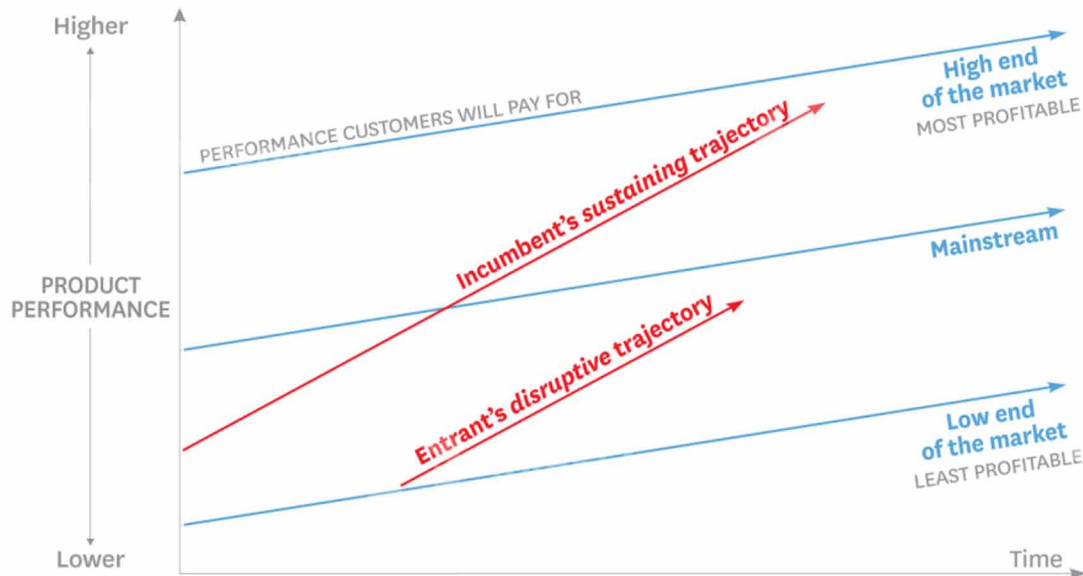 Higher
PRODUCT
PERFORMANCE
Lower
PERFORMANCE CUSTOMERS WILL PAY FOR
Incumbent's sustaining trajectory
Entrant's disruptive trajectory
High end
of the market
MOST PROFITABLE
Mainstream
Low end
of the market
LEAST PROFITABLE
Time